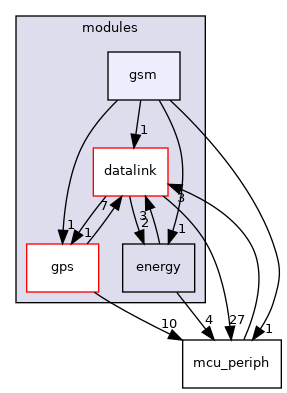 modules
gsm
1
datalink
3
7
3
2
1
1
1
gps
energy
10
4
27
1
mcu_periph